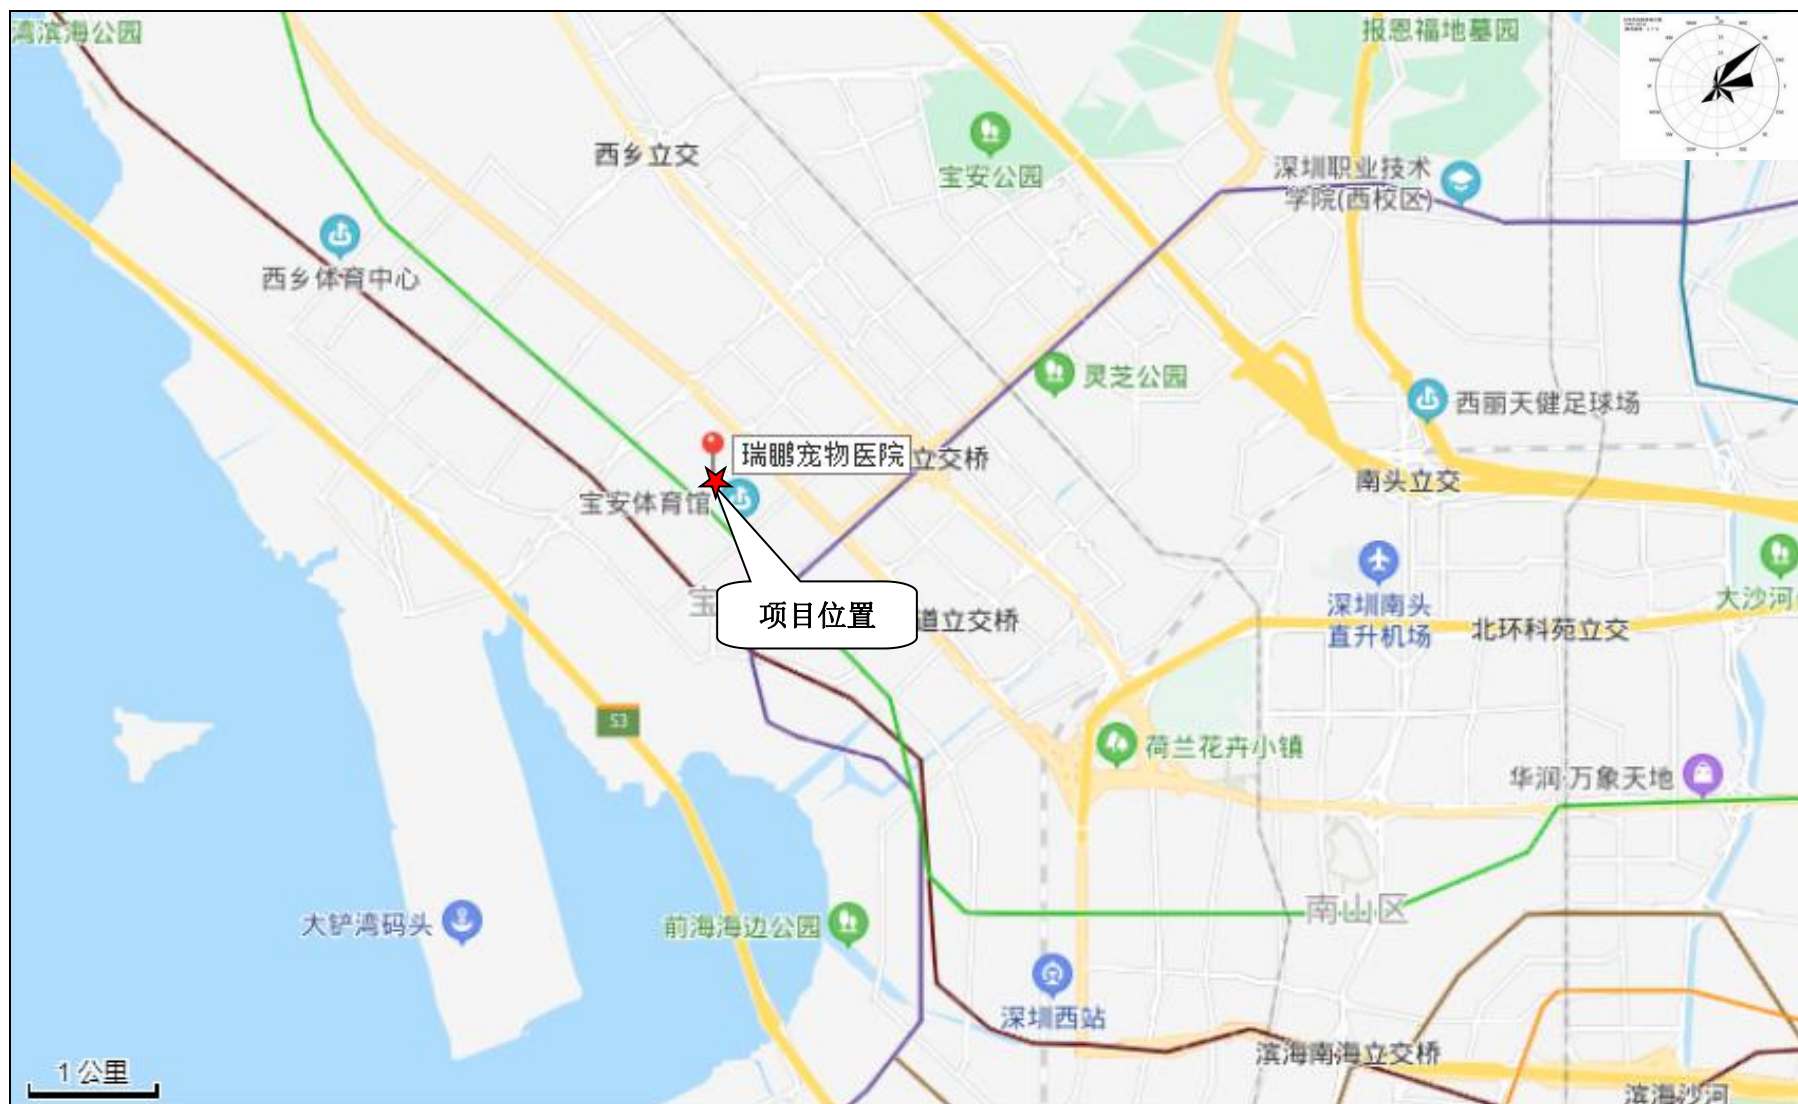 湾滨海公园
报恩福地墓园
西乡立交
宝安公园
深圳职业技术
学院(西校区)
西乡体育中心
灵芝公园
西丽天健足球场
瑞鹏宠物医院
立交桥
南头立交
宝安体育馆
深圳南头
直升机场
大沙河
北环科苑立交
宝
项目位置
道立交桥
S3
荷兰花卉小镇
华润万象天地
大铲湾码头
前海海边公园
南山区
深圳西站
滨海南海立交桥
1 公里
滨海沙河